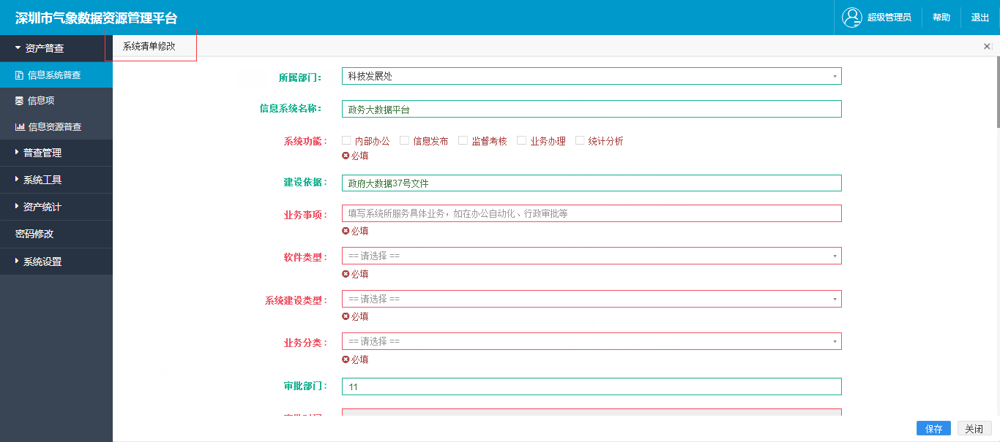 深圳市气象数据资源管理平台
超级管理员 帮助 退出
资产普查
信息系统普查
信息项
信息资源普查
普查管理
系统工具
资产统计
密码修改
系统设置
系统清单修改
所属部门: 科技发展处
信息系统名称: 政务大数据平台
系统功能: 内部办公 信息发布 监督考核 业务办理 统计分析
必填
建设依据: 政府大数据37号文件
业务事项: 填写系统所服务具体业务，如在办公自动化、行政审批等
必填
软件类型: == 请选择 ==
必填
系统建设类型: == 请选择 ==
必填
业务分类: == 请选择 ==
必填
审批部门: 11
保存 关闭